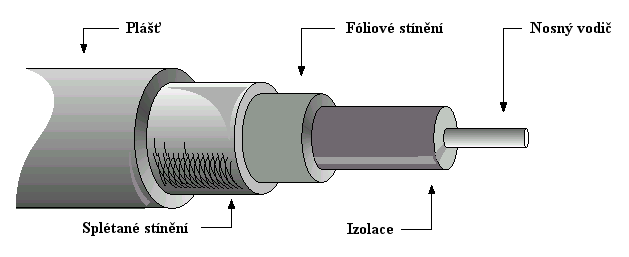 Plášť
Fóliové stínění
Nosný vodič
Splétané stínění
Izolace